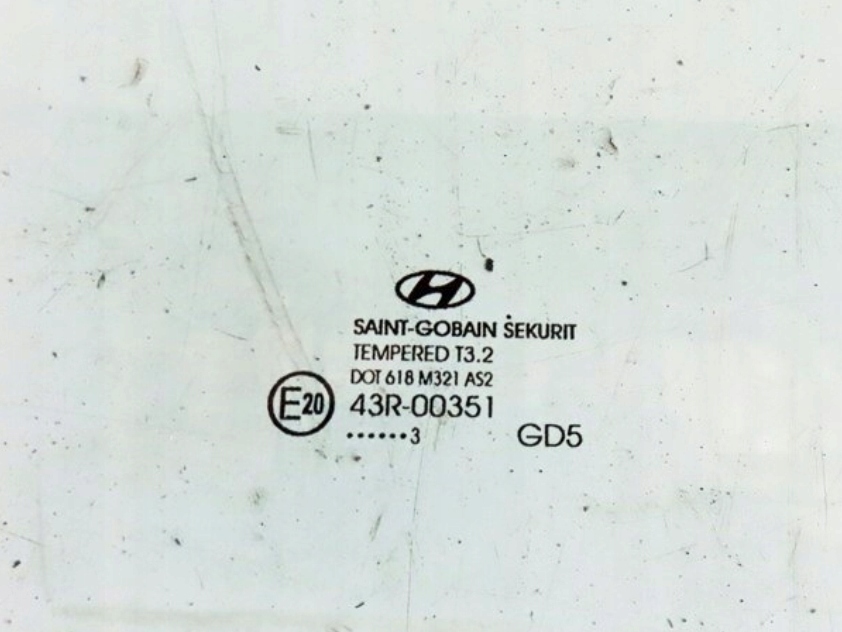 SAINT-GOBAIN SEKURIT
TEMPERED T3.2
DOT 618 M321 AS2
E20 43R-00351
......3 GD5